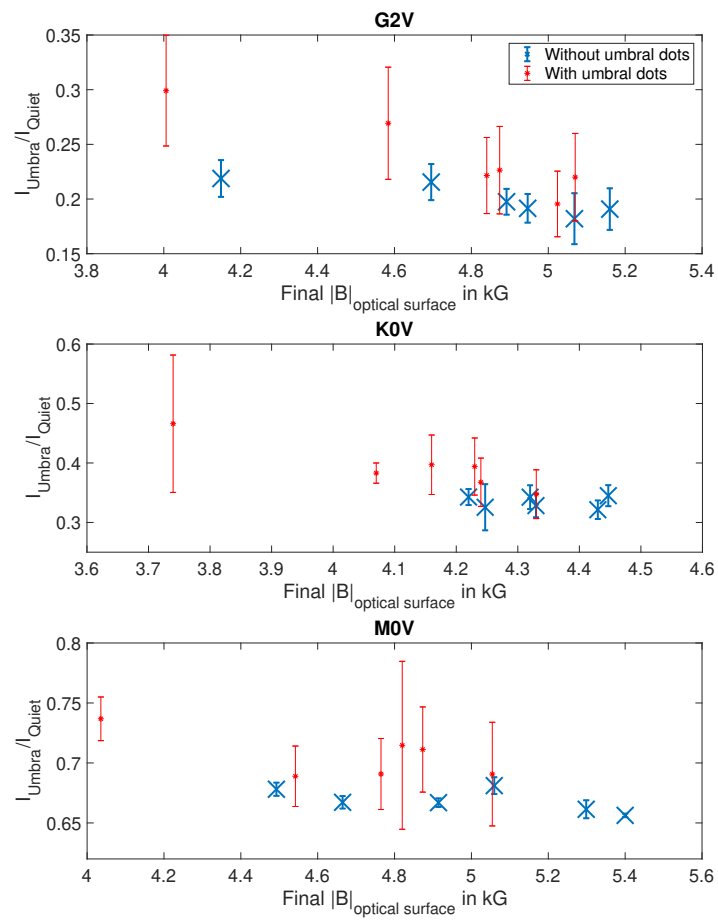 G2V
0.35
0.3
0.25
0.2
0.15
I_Umbra/I_Quiet
Without umbral dots
With umbral dots
3.8 4 4.2 4.4 4.6 4.8 5 5.2 5.4
Final |B|_optical surface in kG
K0V
0.6
0.5
0.4
0.3
I_Umbra/I_Quiet
3.6 3.7 3.8 3.9 4 4.1 4.2 4.3 4.4 4.5 4.6
Final |B|_optical surface in kG
M0V
0.8
0.75
0.7
0.65
I_Umbra/I_Quiet
4 4.2 4.4 4.6 4.8 5 5.2 5.4 5.6
Final |B|_optical surface in kG